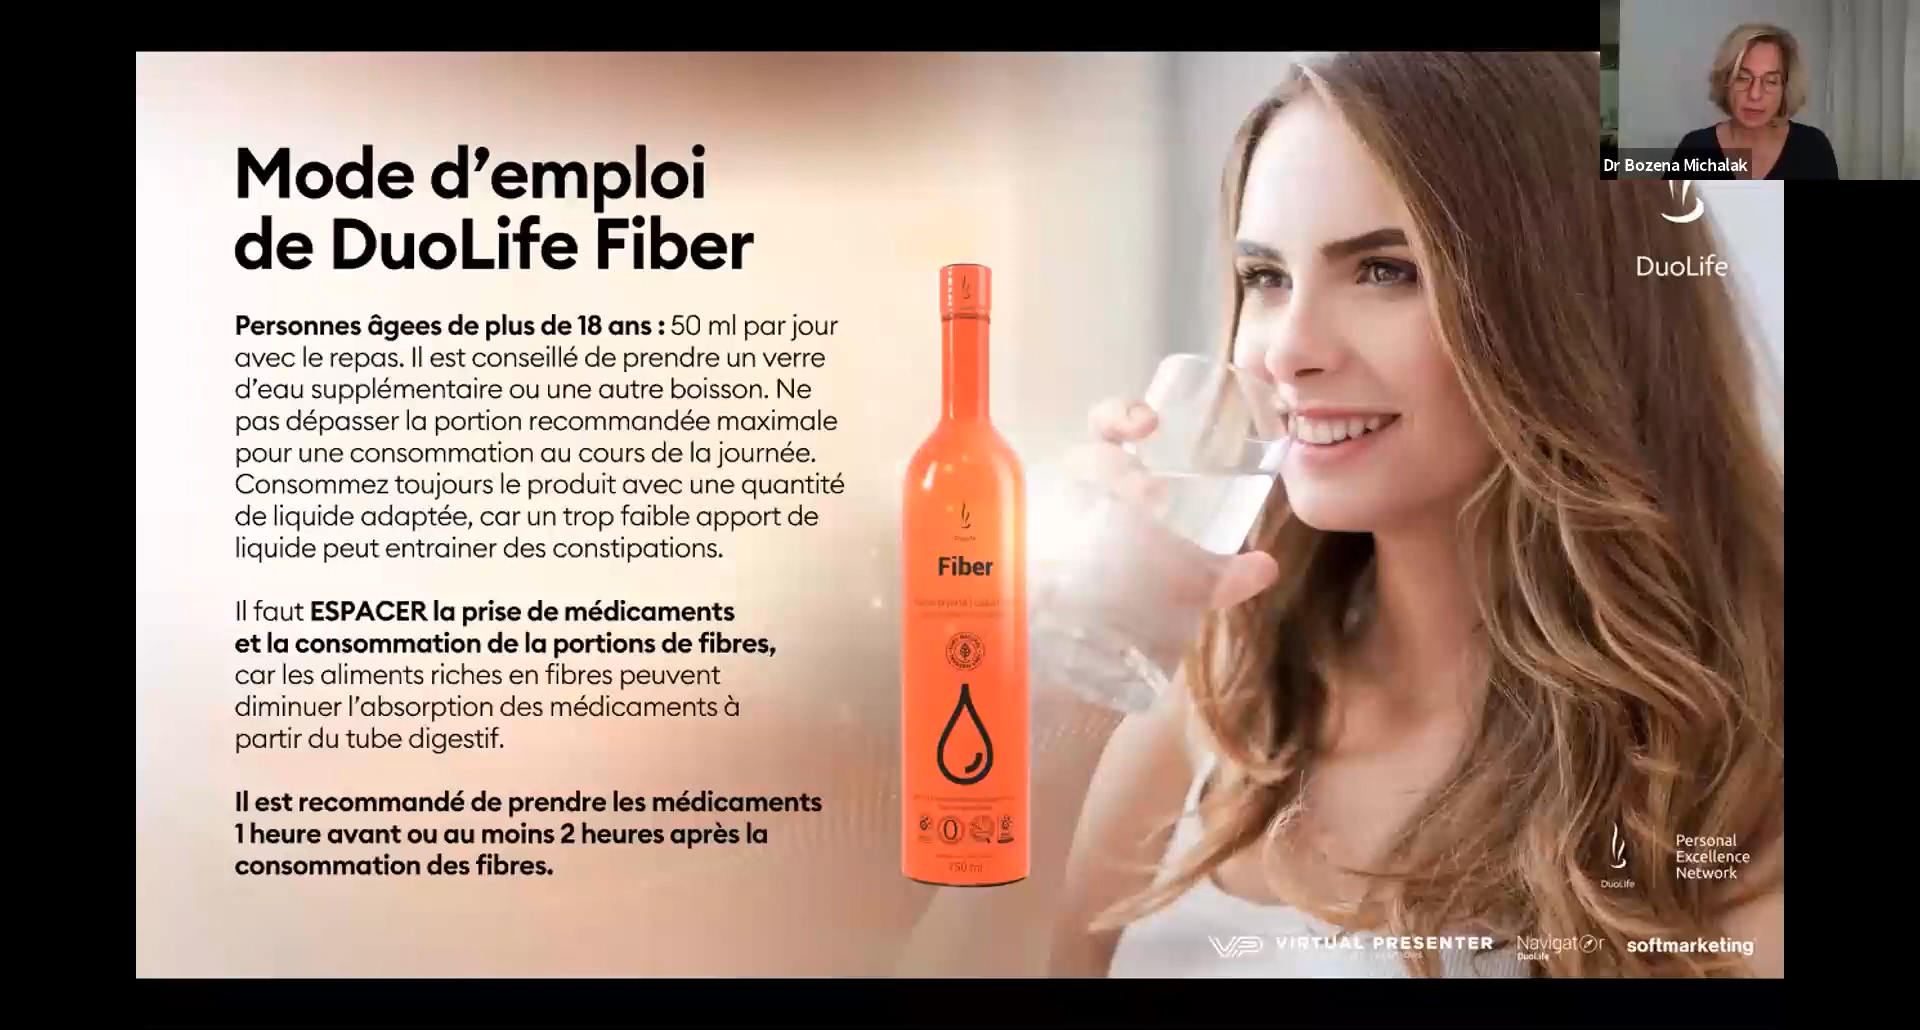 Dr Bozena Michalak
DuoLife
Mode d’emploi
de DuoLife Fiber
Personnes âgees de plus de 18 ans : 50 ml par jour
avec le repas. Il est conseillé de prendre un verre
d’eau supplémentaire ou une autre boisson. Ne
pas dépasser la portion recommandée maximale
pour une consommation au cours de la journée.
Consommez toujours le produit avec une quantité
de liquide adaptée, car un trop faible apport de
liquide peut entrainer des constipations.
Il faut ESPACER la prise de médicaments
et la consommation de la portions de fibres,
car les aliments riches en fibres peuvent
diminuer l’absorption des médicaments à
partir du tube digestif.
Il est recommandé de prendre les médicaments
1 heure avant ou au moins 2 heures après la
consommation des fibres.
DuoLife
Fiber
0
750 ml
DuoLife
Personal
Excellence
Network
VP VIRTUAL PRESENTER
Navigator
DuoLife
softmarketing